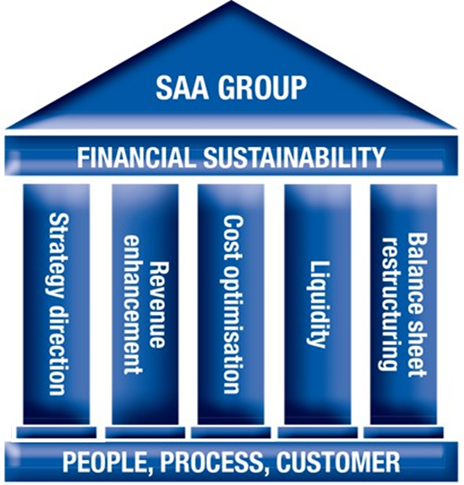 SAA GROUP
FINANCIAL SUSTAINABILITY
Strategy direction
Revenue
enhancement
Cost optimisation
Liquidity
Balance sheet
restructuring
PEOPLE, PROCESS, CUSTOMER